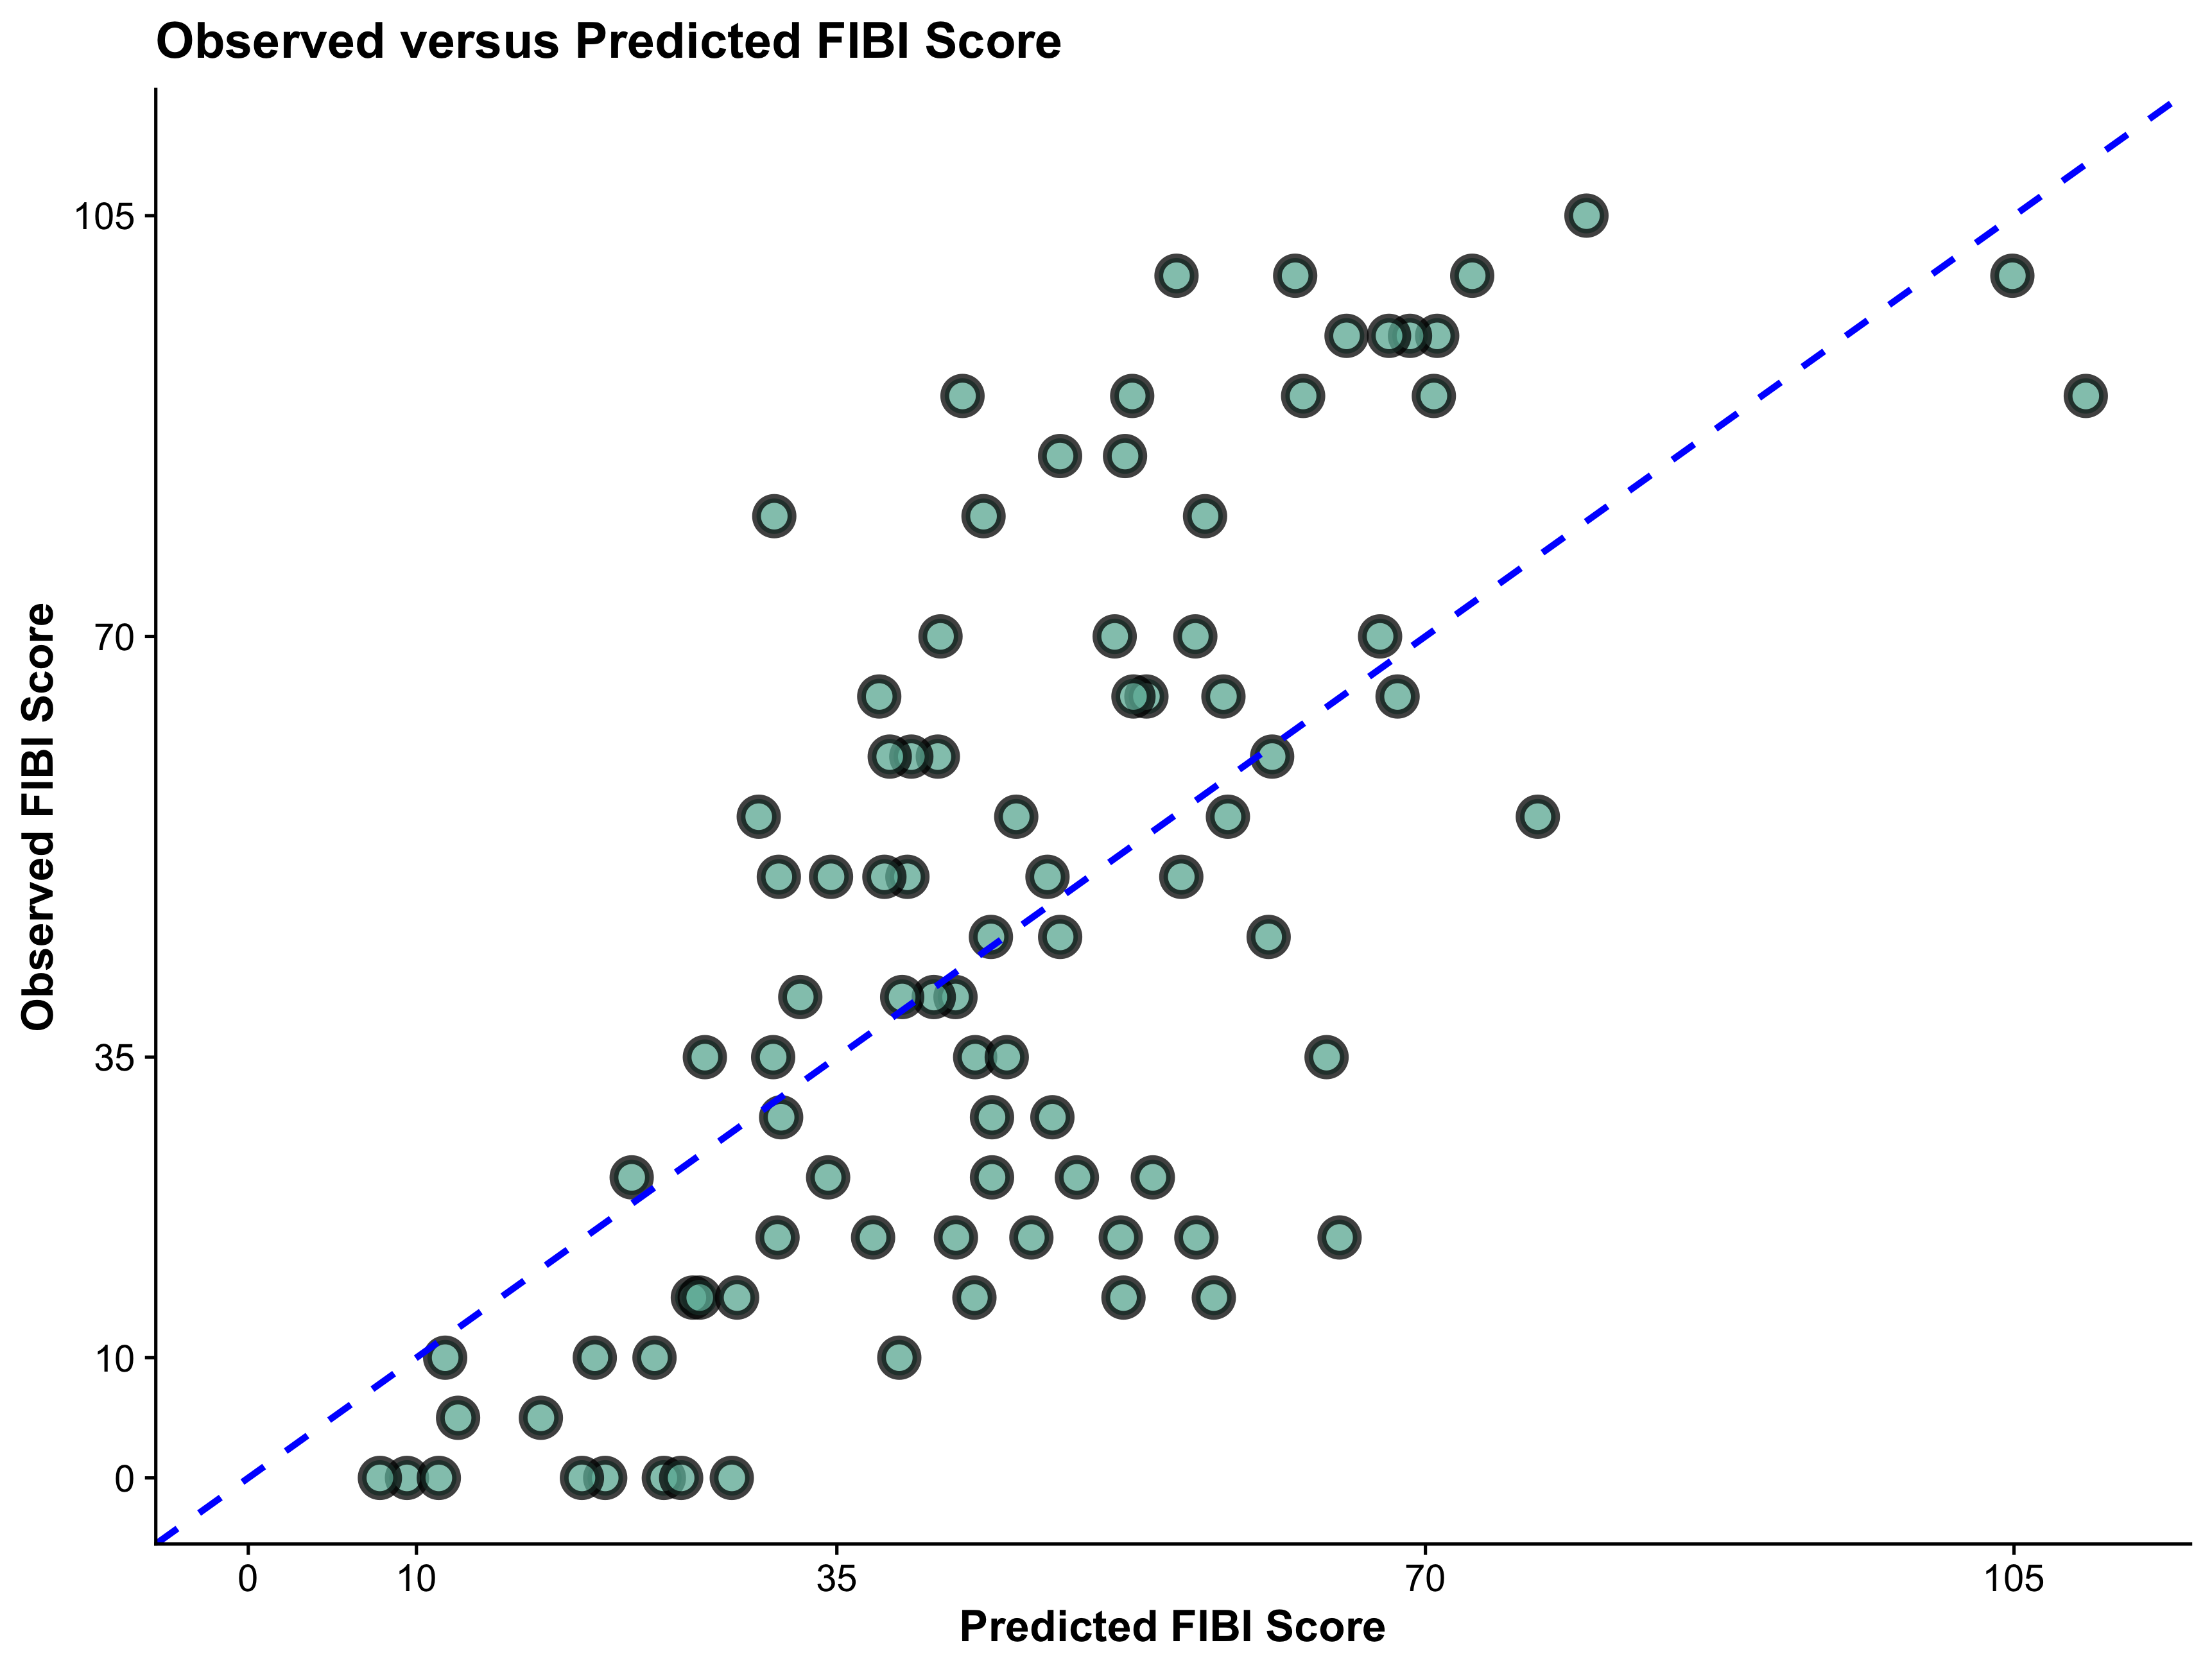 Observed versus Predicted FIBI Score
Observed FIBI Score
105
70
35
10
0
0 10 35 70 105
Predicted FIBI Score